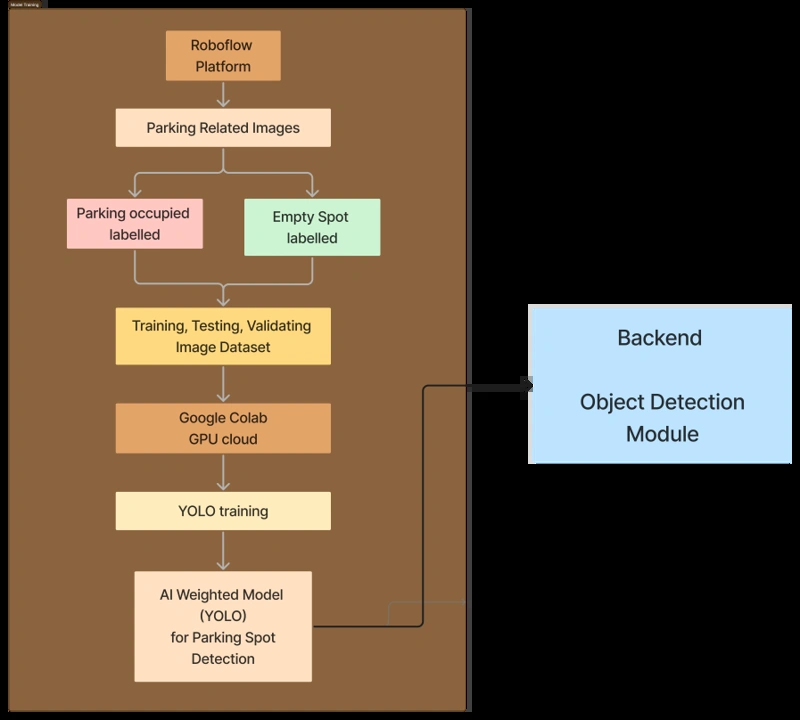 Model Training
Roboflow
Platform
Parking Related Images
Parking occupied
labelled
Empty Spot
labelled
Training, Testing, Validating
Image Dataset
Google Colab
GPU cloud
YOLO training
AI Weighted Model
(YOLO)
for Parking Spot
Detection
Backend
Object Detection
Module